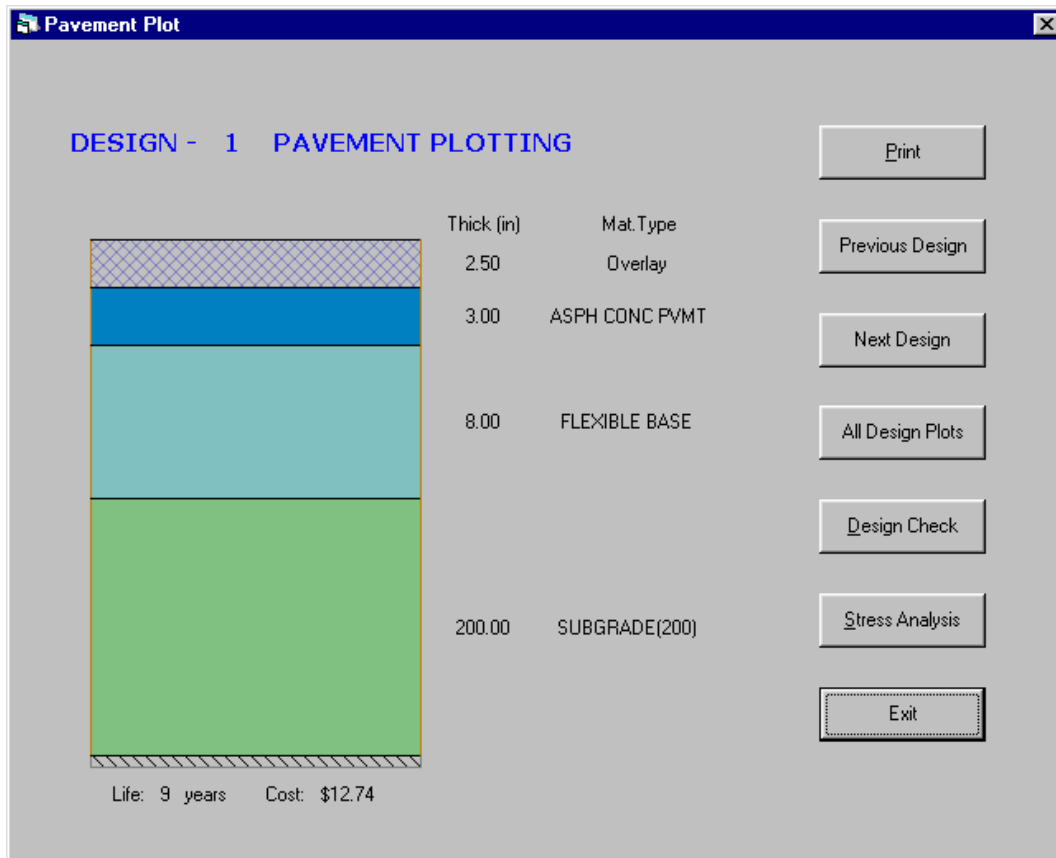 Pavement Plot
DESIGN - 1 PAVEMENT PLOTTING
Thick (in) Mat.Type
2.50 Overlay
3.00 ASPH CONC PVMT
8.00 FLEXIBLE BASE
200.00 SUBGRADE(200)
Life: 9 years Cost: $12.74
Print
Previous Design
Next Design
All Design Plots
Design Check
Stress Analysis
Exit